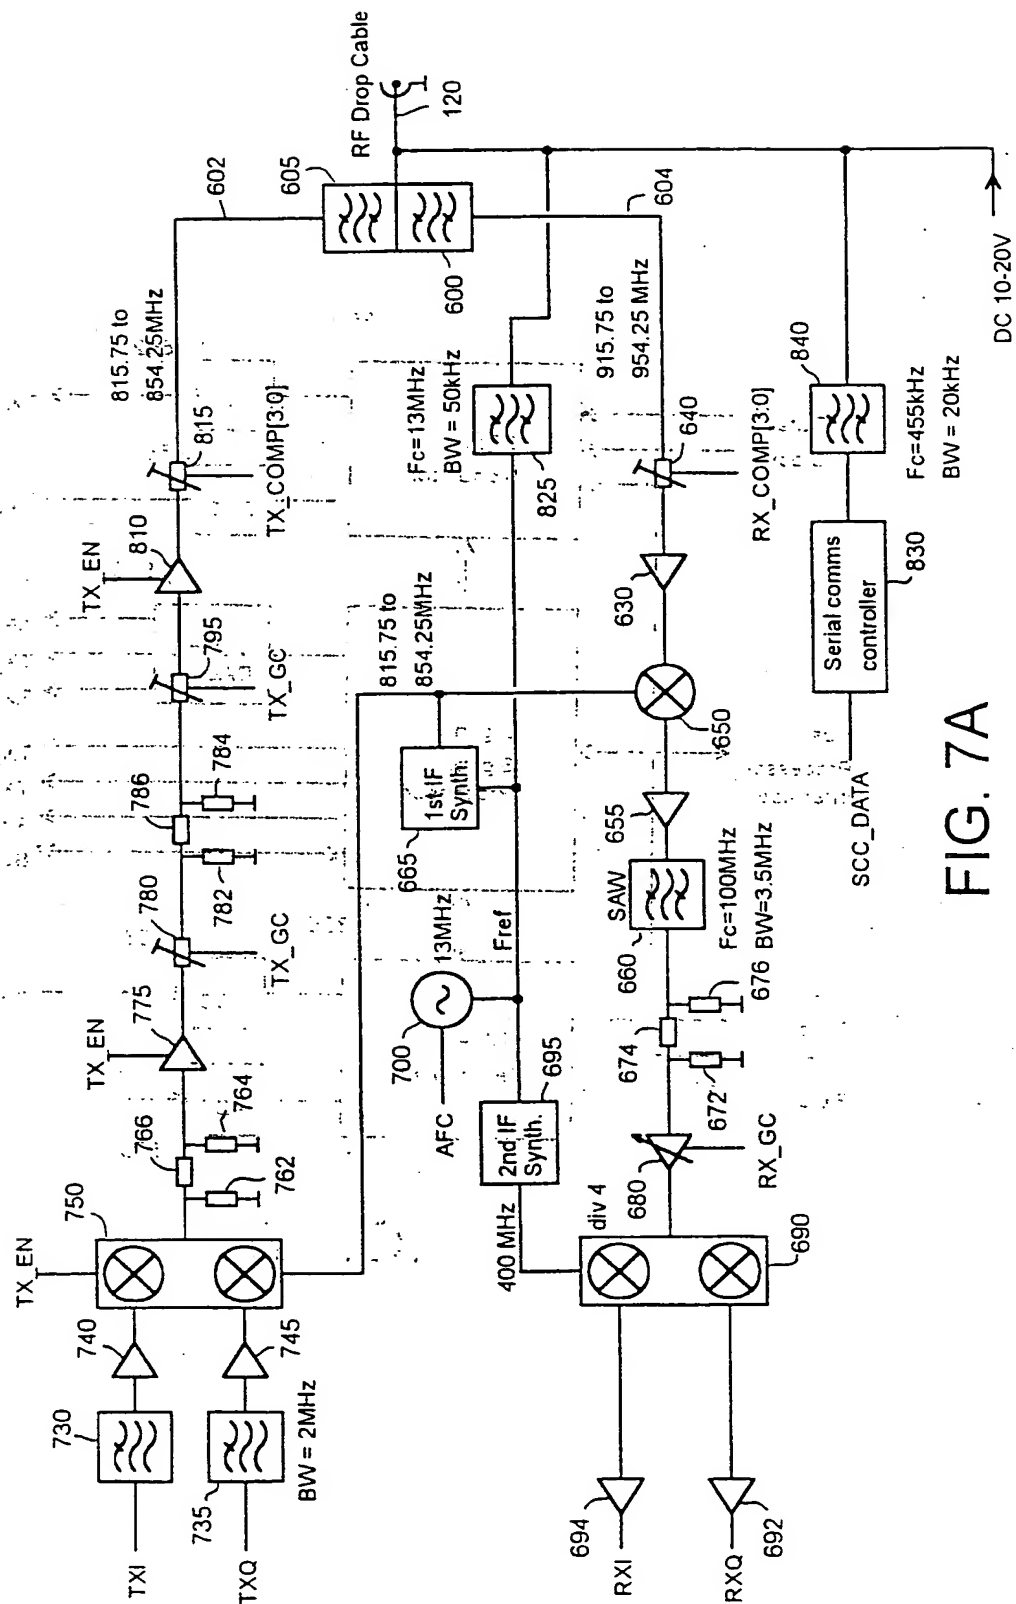 TXI
TXQ
730
735
BW = 2MHz
740
745
TX_EN
750
766
762
764
TX_EN
775
780
TX_GC
782
786
784
795
TX_GC
TX_EN
810
815
TX_COMP[3:0]
815.75 to
854.25MHz
602
605
RF Drop Cable
120
600
604
AFC
700
13MHz
Fref
400 MHz
2nd IF
Synth.
695
665
1st IF
Synth.
815.75 to
854.25MHz
Fc=13MHz
BW = 50kHz
825
915.75 to
954.25 MHz
RXI
RXQ
694
692
div 4
690
680
RX_GC
672
674
676
660
SAW
Fc=100MHz
BW=3.5MHz
655
650
630
640
RX_COMP[3:0]
SCC_DATA
Serial comms
controller
830
840
Fc=455kHz
BW = 20kHz
DC 10-20V
FIG. 7A